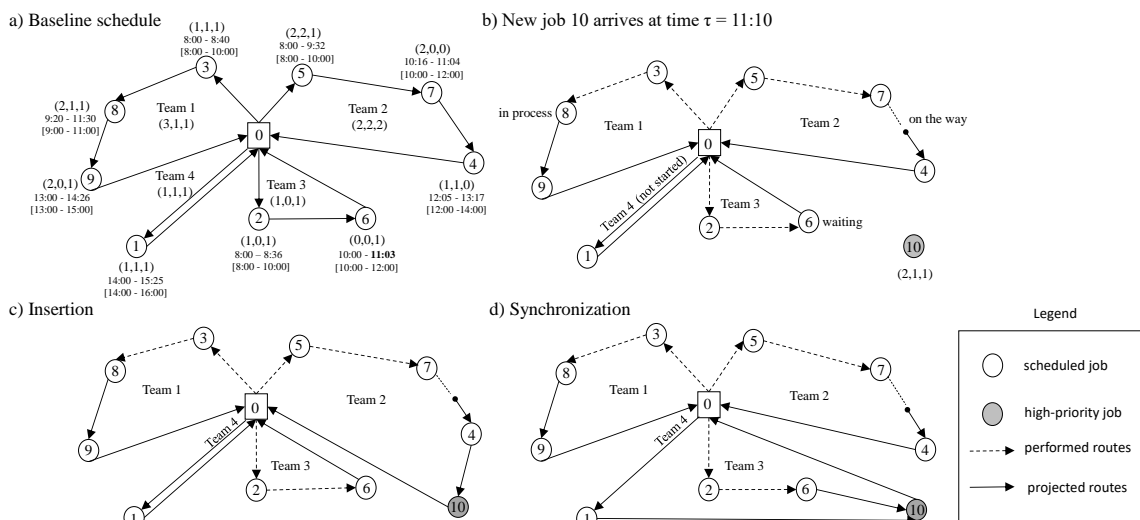 a) Baseline schedule
(1,1,1)
8:00 - 8:40
[8:00 - 10:00]
3
(2,2,1)
8:00 - 9:32
[8:00 - 10:00]
5
(2,0,0)
10:16 - 11:04
[10:00 - 12:00]
7
(2,1,1)
9:20 - 11:30
[9:00 - 11:00]
8
Team 1
(3,1,1)
0
Team 2
(2,2,2)
4
(1,1,0)
12:05 - 13:17
[12:00 -14:00]
9
(2,0,1)
13:00 - 14:26
[13:00 - 15:00]
Team 4
(1,1,1)
Team 3
(1,0,1)
1
(1,1,1)
14:00 - 15:25
[14:00 - 16:00]
2
(1,0,1)
8:00 – 8:36
[8:00 - 10:00]
6
(0,0,1)
10:00 - 11:03
[10:00 - 12:00]
b) New job 10 arrives at time τ = 11:10
3
5
7
in process
8
Team 1
0
Team 2
on the way
4
9
Team 4 (not started)
Team 3
2
6
waiting
1
10
(2,1,1)
c) Insertion
3
5
7
8
Team 1
0
Team 2
4
9
Team 4
Team 3
2
6
10
1
d) Synchronization
3
5
7
8
Team 1
0
Team 2
4
9
Team 4
Team 3
2
6
10
1
Legend
scheduled job
high-priority job
performed routes
projected routes